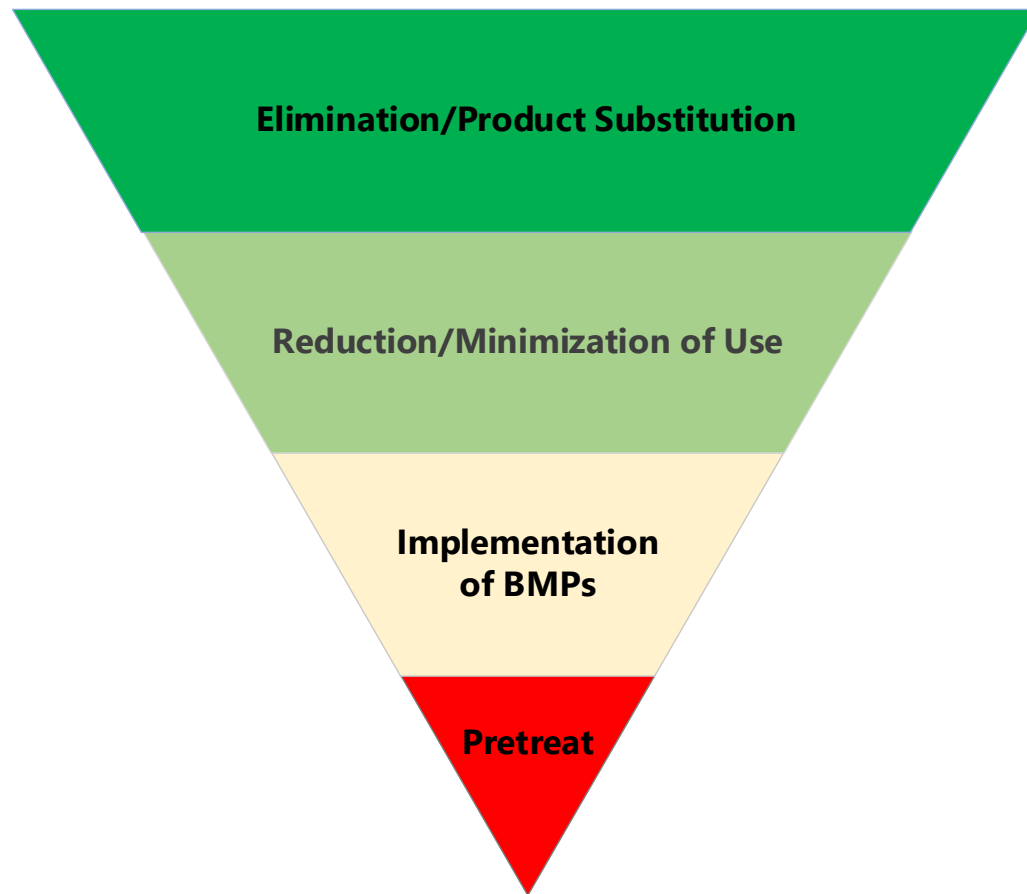 Elimination/Product Substitution
Reduction/Minimization of Use
Implementation
of BMPs
Pretreat